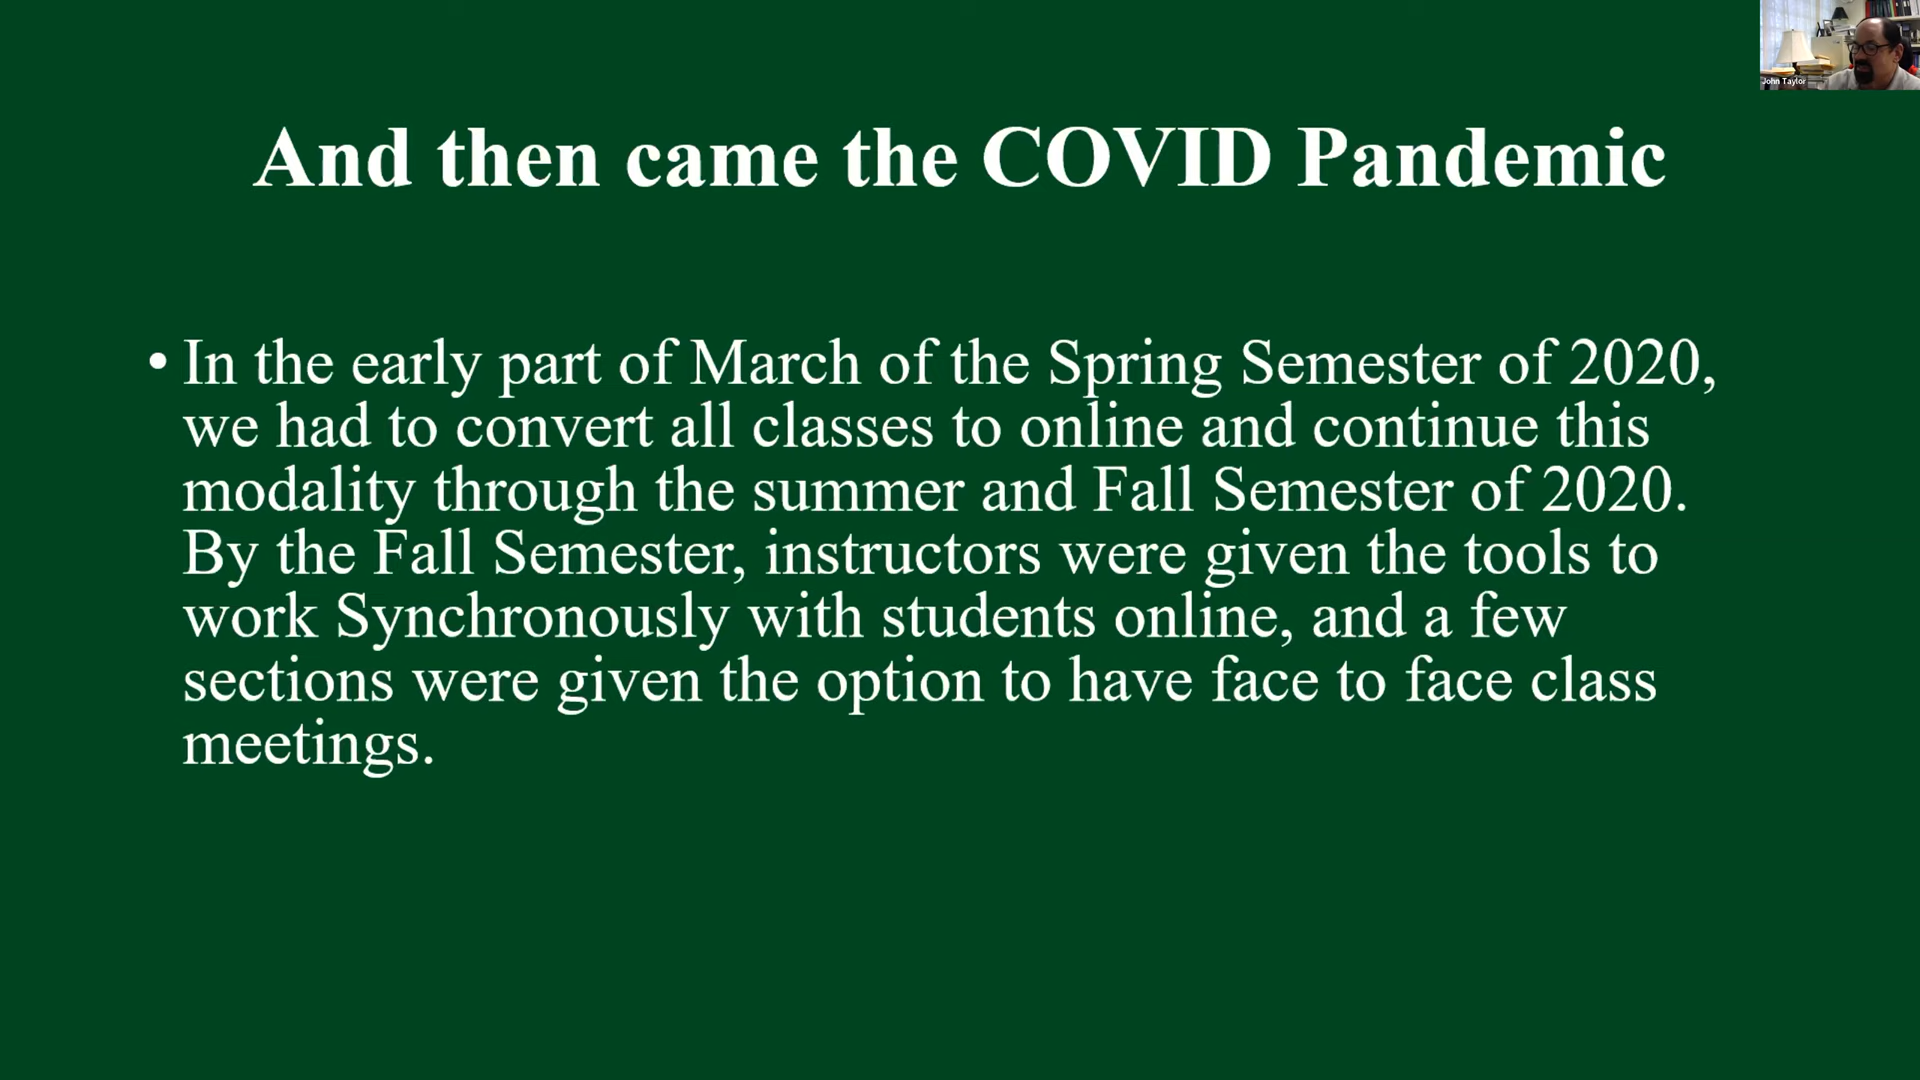 John Taylor
And then came the COVID Pandemic
• In the early part of March of the Spring Semester of 2020,
we had to convert all classes to online and continue this
modality through the summer and Fall Semester of 2020.
By the Fall Semester, instructors were given the tools to
work Synchronously with students online, and a few
sections were given the option to have face to face class
meetings.